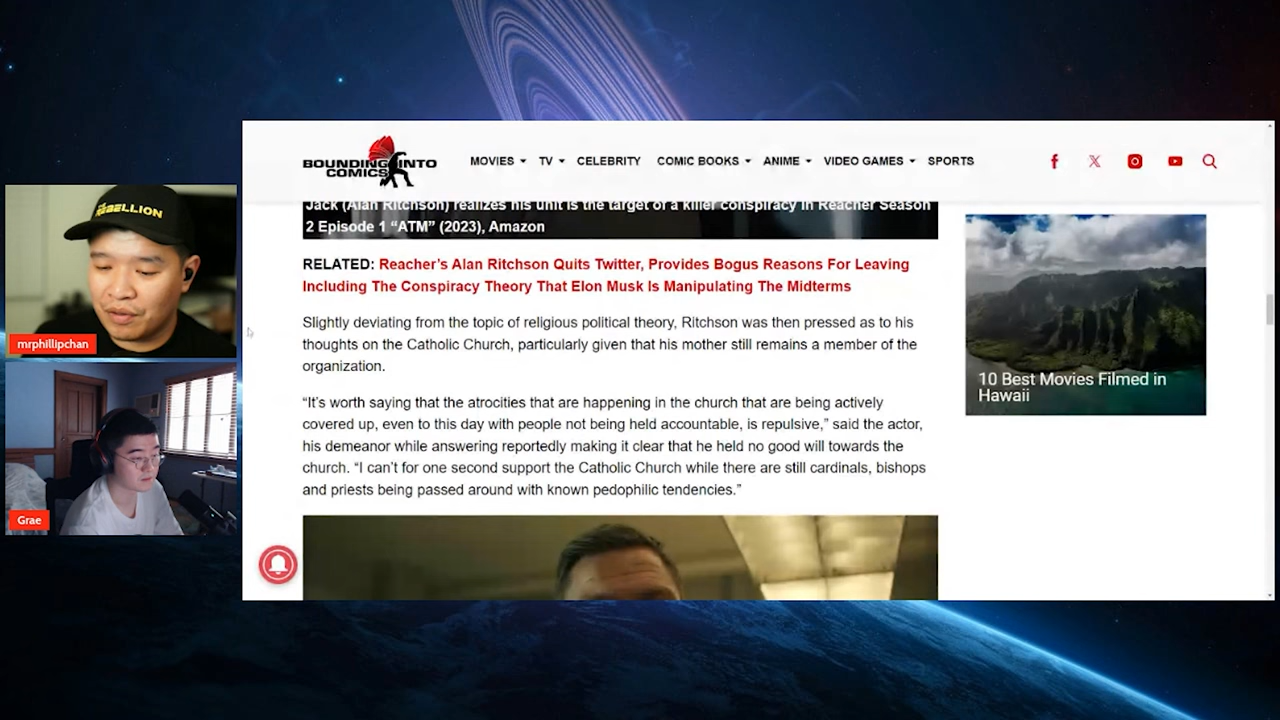 REBELLION
mrphillipchan
Grae
BOUNDING INTO
COMICS
MOVIES TV CELEBRITY COMIC BOOKS ANIME VIDEO GAMES SPORTS
Jack (Alan Ritchson) realizes his unit is the target of a killer conspiracy in Reacher Season
2 Episode 1 “ATM” (2023), Amazon
RELATED: Reacher’s Alan Ritchson Quits Twitter, Provides Bogus Reasons For Leaving
Including The Conspiracy Theory That Elon Musk Is Manipulating The Midterms
Slightly deviating from the topic of religious political theory, Ritchson was then pressed as to his
thoughts on the Catholic Church, particularly given that his mother still remains a member of the
organization.
“It’s worth saying that the atrocities that are happening in the church that are being actively
covered up, even to this day with people not being held accountable, is repulsive,” said the actor,
his demeanor while answering reportedly making it clear that he held no good will towards the
church. “I can’t for one second support the Catholic Church while there are still cardinals, bishops
and priests being passed around with known pedophilic tendencies.”
10 Best Movies Filmed in
Hawaii